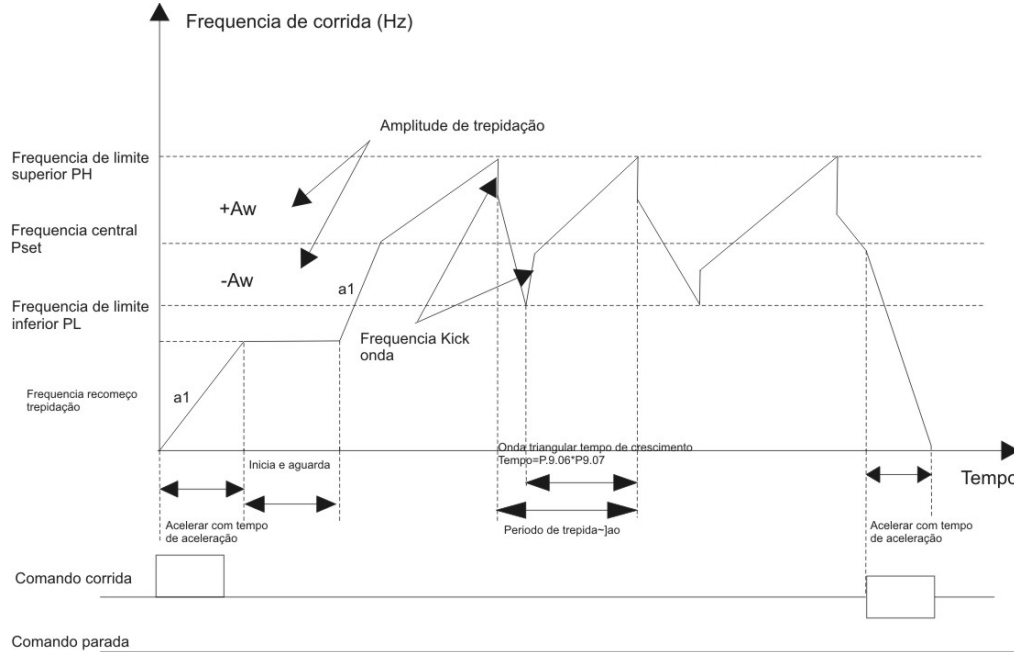 Frequencia de corrida (Hz)
Amplitude de trepidação
Frequencia de limite
superior PH
+Aw
Frequencia central
Pset
-Aw
a1
Frequencia de limite
inferior PL
Frequencia Kick
onda
Frequencia recomeço
trepidação
a1
Onda triangular tempo de crescimento
Tempo=P.9.06*P9.07
Inicia e aguarda
Tempo
Acelerar com tempo
de aceleração
Periodo de trepida~]ao
Acelerar com tempo
de aceleração
Comando corrida
Comando parada